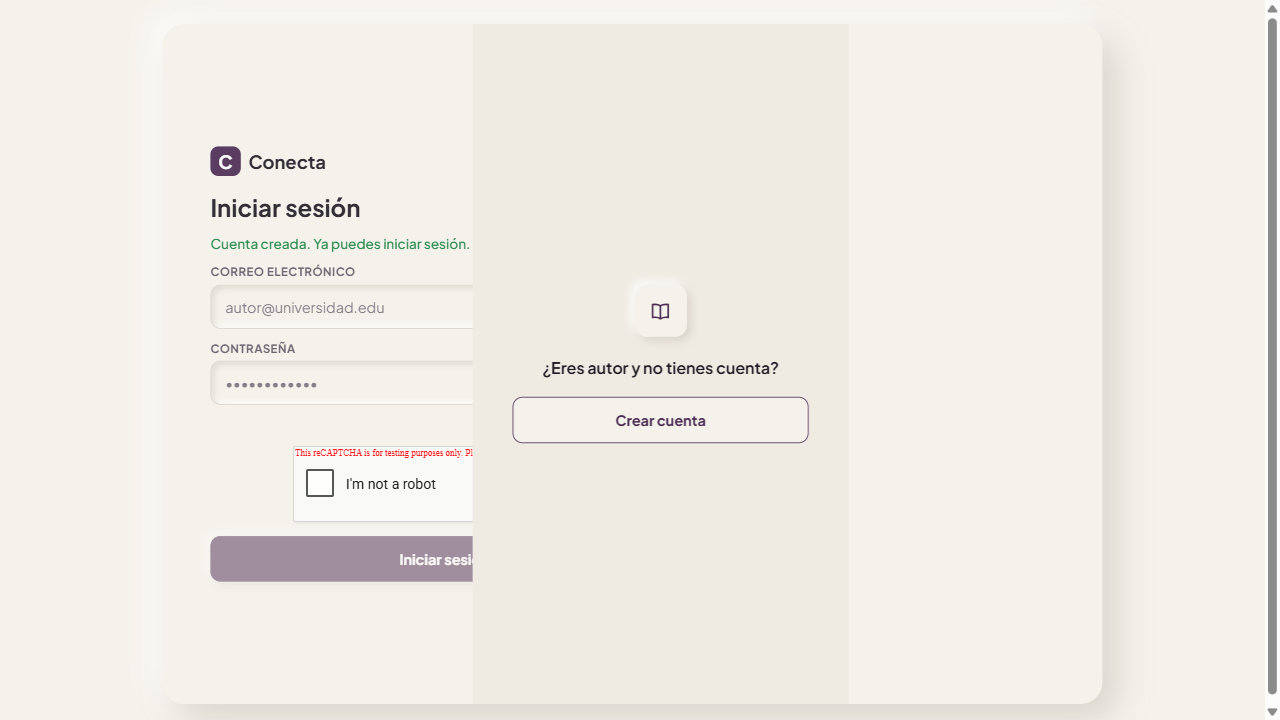 C Conecta
Iniciar sesión
Cuenta creada. Ya puedes iniciar sesión.
CORREO ELECTRÓNICO
autor@universidad.edu
CONTRASEÑA
This reCAPTCHA is for testing purposes only.
I'm not a robot
Iniciar
¿Eres autor y no tienes cuenta?
Crear cuenta